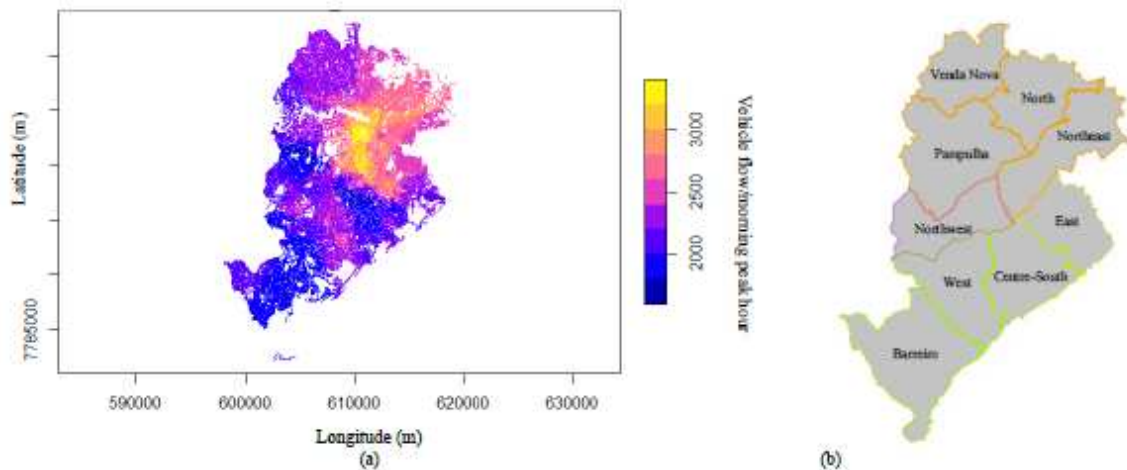 Latitude (m)
7785000
590000 600000 610000 620000 630000
Longitude (m)
(a)
2000 2500 3000
Vehicle flow/morning peak hour
Venda Nova
North
Northeast
Pampulha
Northwest
East
West
Centre-South
Barreiro
(b)